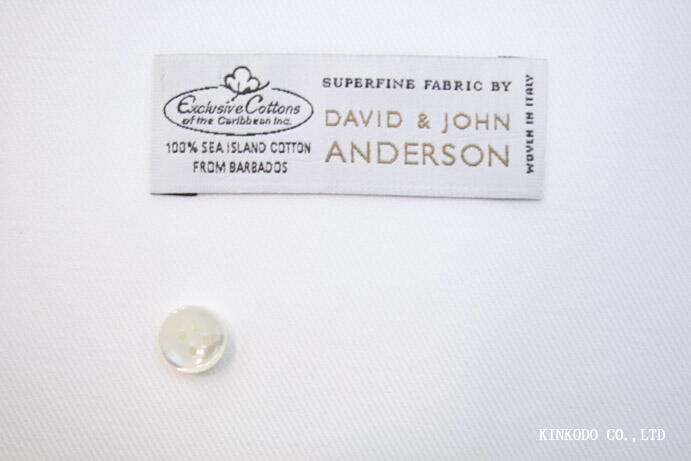 Exclusive Cottons
of the Caribbean Inc.
100% SEA ISLAND COTTON
FROM BARBADOS
SUPERFINE FABRIC BY
DAVID & JOHN
ANDERSON
WOVEN IN ITALY
KINKODO CO.,LTD